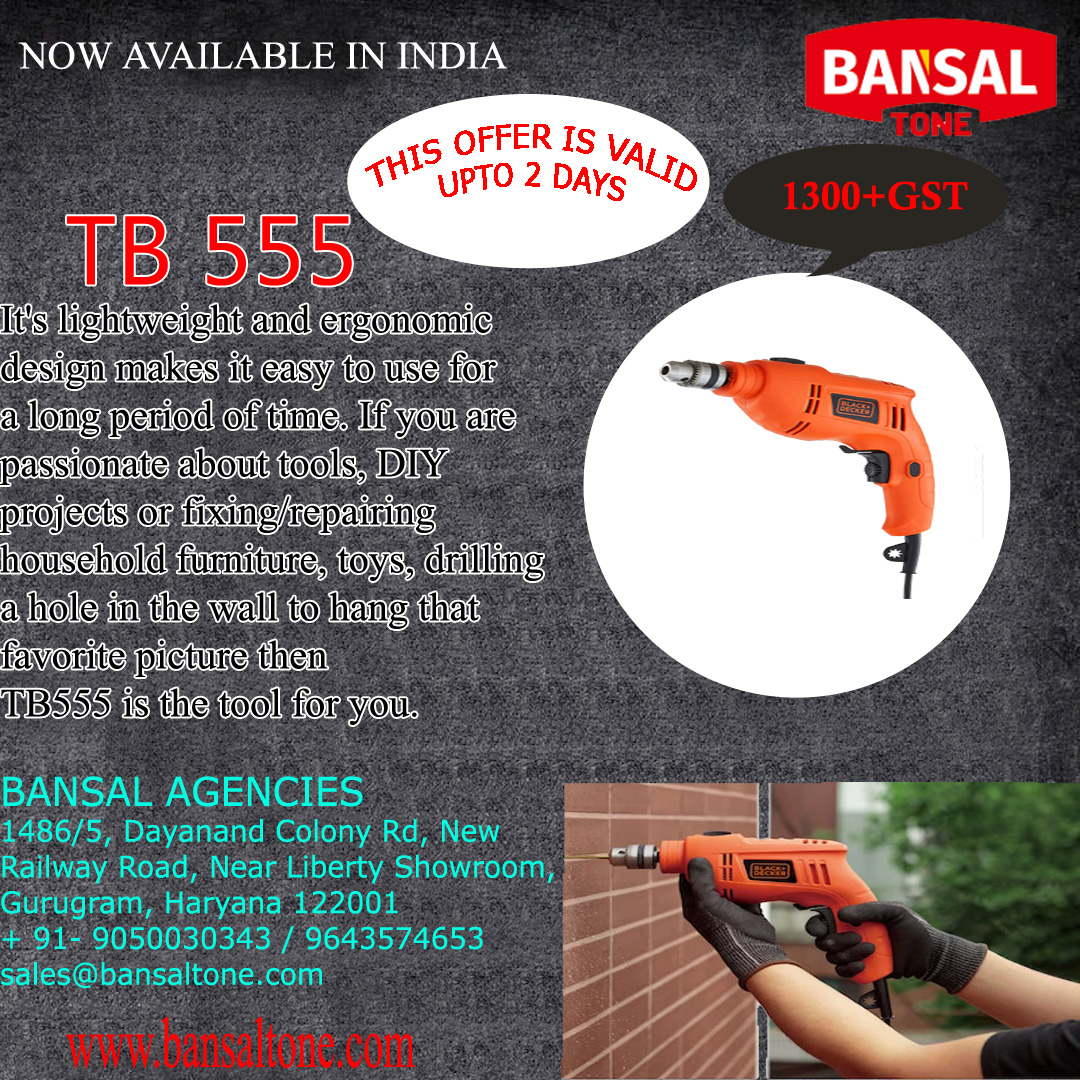 NOW AVAILABLE IN INDIA
BANSAL
TONE
THIS OFFER IS VALID
UPTO 2 DAYS
1300+GST
TB 555
It's lightweight and ergonomic
design makes it easy to use for
a long period of time. If you are
passionate about tools, DIY
projects or fixing/repairing
household furniture, toys, drilling
a hole in the wall to hang that
favorite picture then
TB555 is the tool for you.
BLACK+
DECKER
BANSAL AGENCIES
1486/5, Dayanand Colony Rd, New
Railway Road, Near Liberty Showroom,
Gurugram, Haryana 122001
+ 91- 9050030343 / 9643574653
sales@bansaltone.com
www.bansaltone.com
BLACK+
DECKER